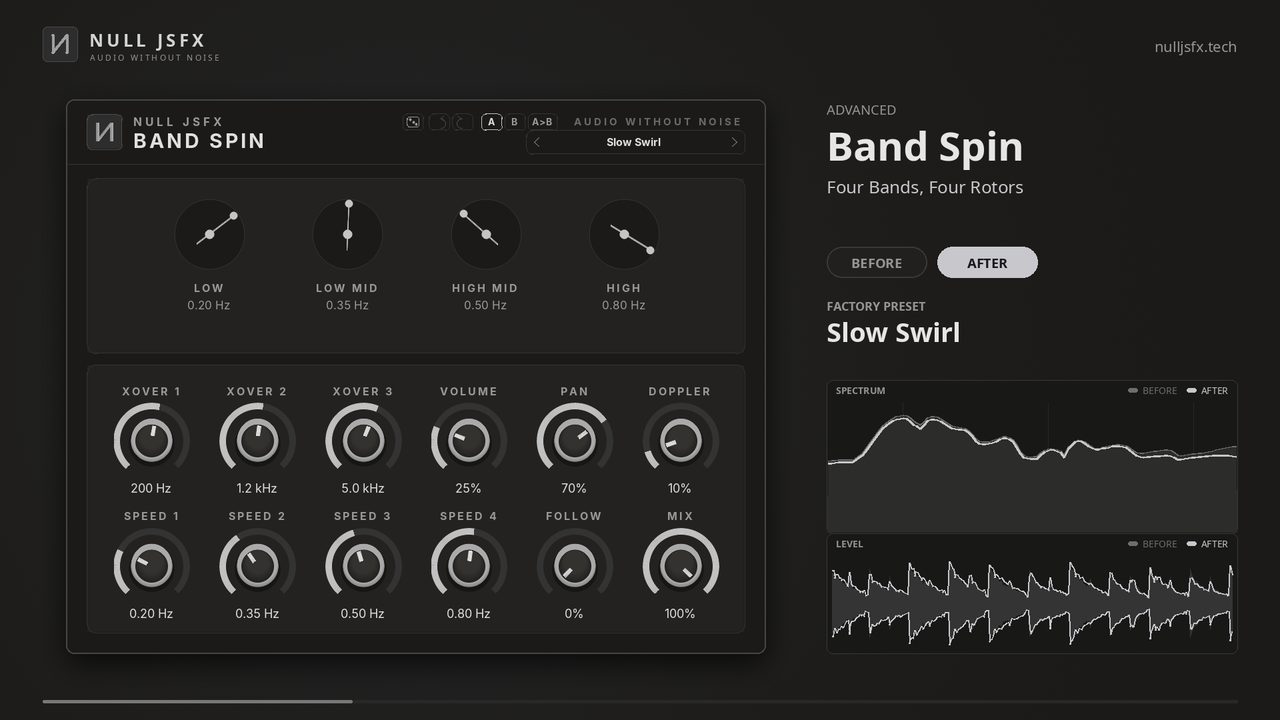 NULL JSFX
AUDIO WITHOUT NOISE
nulljsfx.tech
NULL JSFX
BAND SPIN
A B A>B
AUDIO WITHOUT NOISE
Slow Swirl
LOW LOW MID HIGH MID HIGH
0.20 Hz 0.35 Hz 0.50 Hz 0.80 Hz
XOVER 1 XOVER 2 XOVER 3 VOLUME PAN DOPPLER
200 Hz 1.2 kHz 5.0 kHz 25% 70% 10%
SPEED 1 SPEED 2 SPEED 3 SPEED 4 FOLLOW MIX
0.20 Hz 0.35 Hz 0.50 Hz 0.80 Hz 0% 100%
ADVANCED
Band Spin
Four Bands, Four Rotors
BEFORE AFTER
FACTORY PRESET
Slow Swirl
SPECTRUM BEFORE AFTER
LEVEL BEFORE AFTER